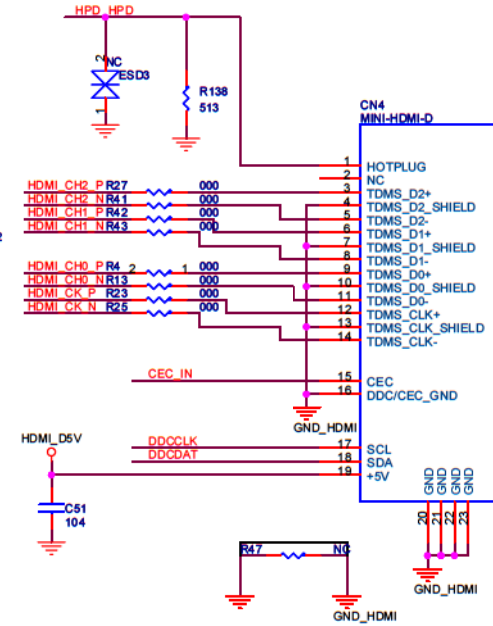 HPD_HPD
2
NC
ESD3
1
R138
513
CN4
MINI-HDMI-D
1 HOTPLUG
2 NC
HDMI_CH2_P R27 000 3 TDMS_D2+
HDMI_CH2_N R41 000 4 TDMS_D2_SHIELD
HDMI_CH1_P R42 000 5 TDMS_D2-
HDMI_CH1_N R43 000 6 TDMS_D1+
2
7 TDMS_D1_SHIELD
8 TDMS_D1-
HDMI_CH0_P R4 2 1 000 9 TDMS_D0+
HDMI_CH0_N R13 000 10 TDMS_D0_SHIELD
HDMI_CK_P R23 000 11 TDMS_D0-
HDMI_CK_N R25 000 12 TDMS_CLK+
13 TDMS_CLK_SHIELD
14 TDMS_CLK-
CEC_IN 15 CEC
16 DDC/CEC_GND
GND_HDMI
HDMI_D5V
DDCCLK 17 SCL
DDCDAT 18 SDA
19 +5V
C51
104
GND GND GND GND
20 21 22 23
R47 NC
GND_HDMI
GND_HDMI